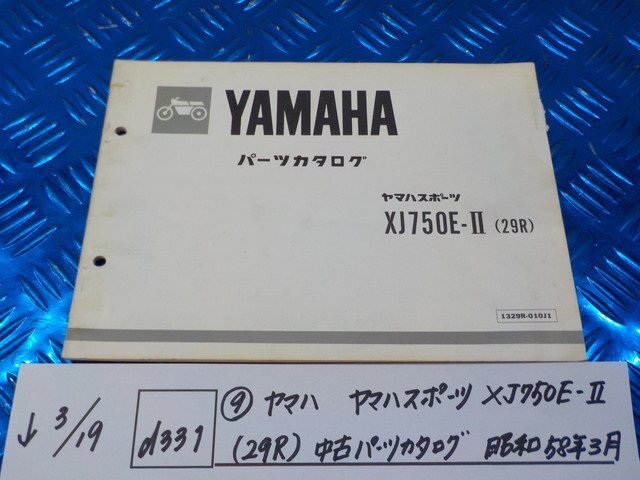 YAMAHA
パーツカタログ
ヤマハスポーツ
XJ750E-II (29R)
1329R-010J1
↓ 3/19 d331 ⑨ ヤマハ ヤマハスポーツ XJ750E-II
(29R) 中古パーツカタログ 昭和58年3月